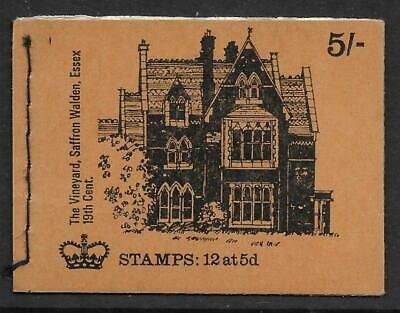 5/-
The Vineyard, Saffron Walden, Essex
19th Cent.
STAMPS: 12 at 5d